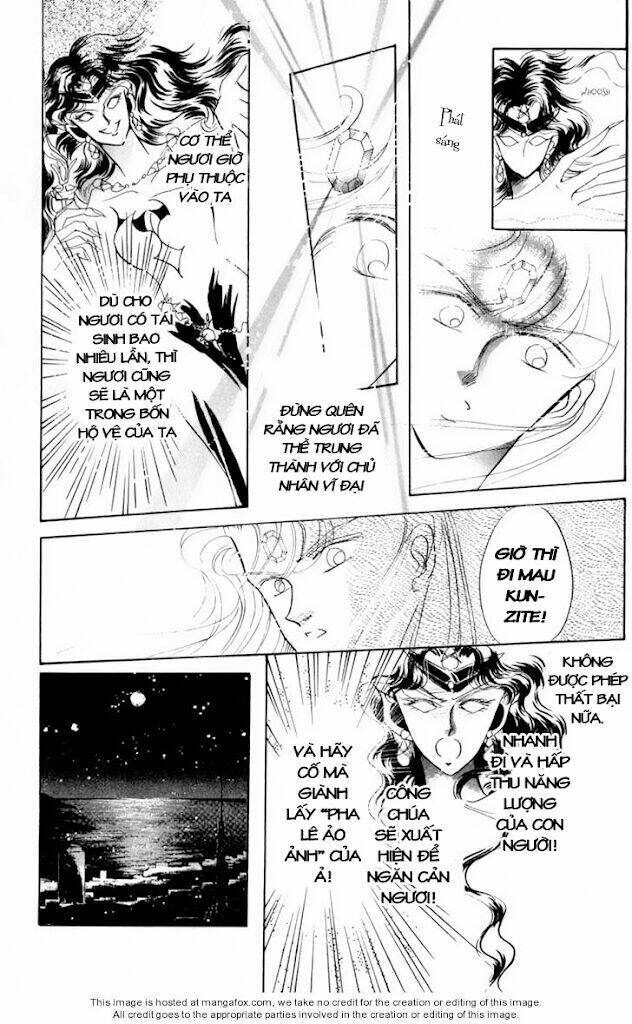 WHOOSH
Phát
sáng
CƠ THỂ
NGƯƠI GIỜ
PHỤ THUỘC
VÀO TA
DÙ CHO
NGƯƠI CÓ TÁI
SINH BAO
NHIÊU LẦN, THÌ
NGƯƠI CŨNG
SẼ LÀ MỘT
TRONG BỐN
HỘ VỆ CỦA TA
ĐỪNG QUÊN
RẰNG NGƯƠI ĐÃ
THỀ TRUNG
THÀNH VỚI CHỦ
NHÂN VĨ ĐẠI
GIỜ THÌ
ĐI MAU
KUN-
ZITE!
KHÔNG
ĐƯỢC PHÉP
THẤT BẠI
NỮA.
NHANH
ĐI VÀ HẤP
THU NĂNG
LƯỢNG
CỦA CON
NGƯỜI!
CÔNG
CHÚA
SẼ XUẤT
HIỆN ĐỂ
NGĂN CẢN
NGƯƠI!
VÀ HÃY
CỐ MÀ
GIÀNH
LẤY "PHA
LÊ ẢO
ẢNH" CỦA
Ả!
This image is hosted at mangafox.com, we take no credit for the creation or editing of this image.
All credit goes to the appropriate parties involved in the creation or editing of this image.